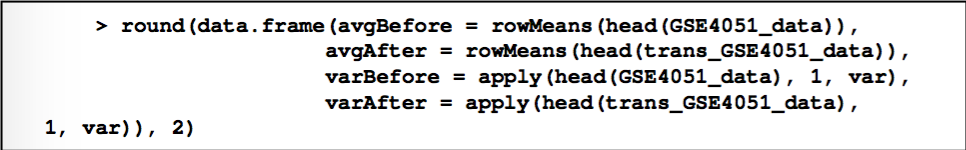 > round(data.frame(avgBefore = rowMeans(head(GSE4051_data)),
avgAfter = rowMeans(head(trans_GSE4051_data)),
varBefore = apply(head(GSE4051_data), 1, var),
varAfter = apply(head(trans_GSE4051_data),
1, var)), 2)